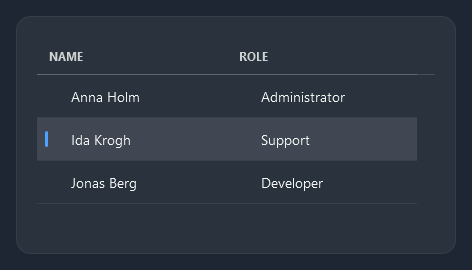 NAME ROLE
Anna Holm Administrator
Ida Krogh Support
Jonas Berg Developer